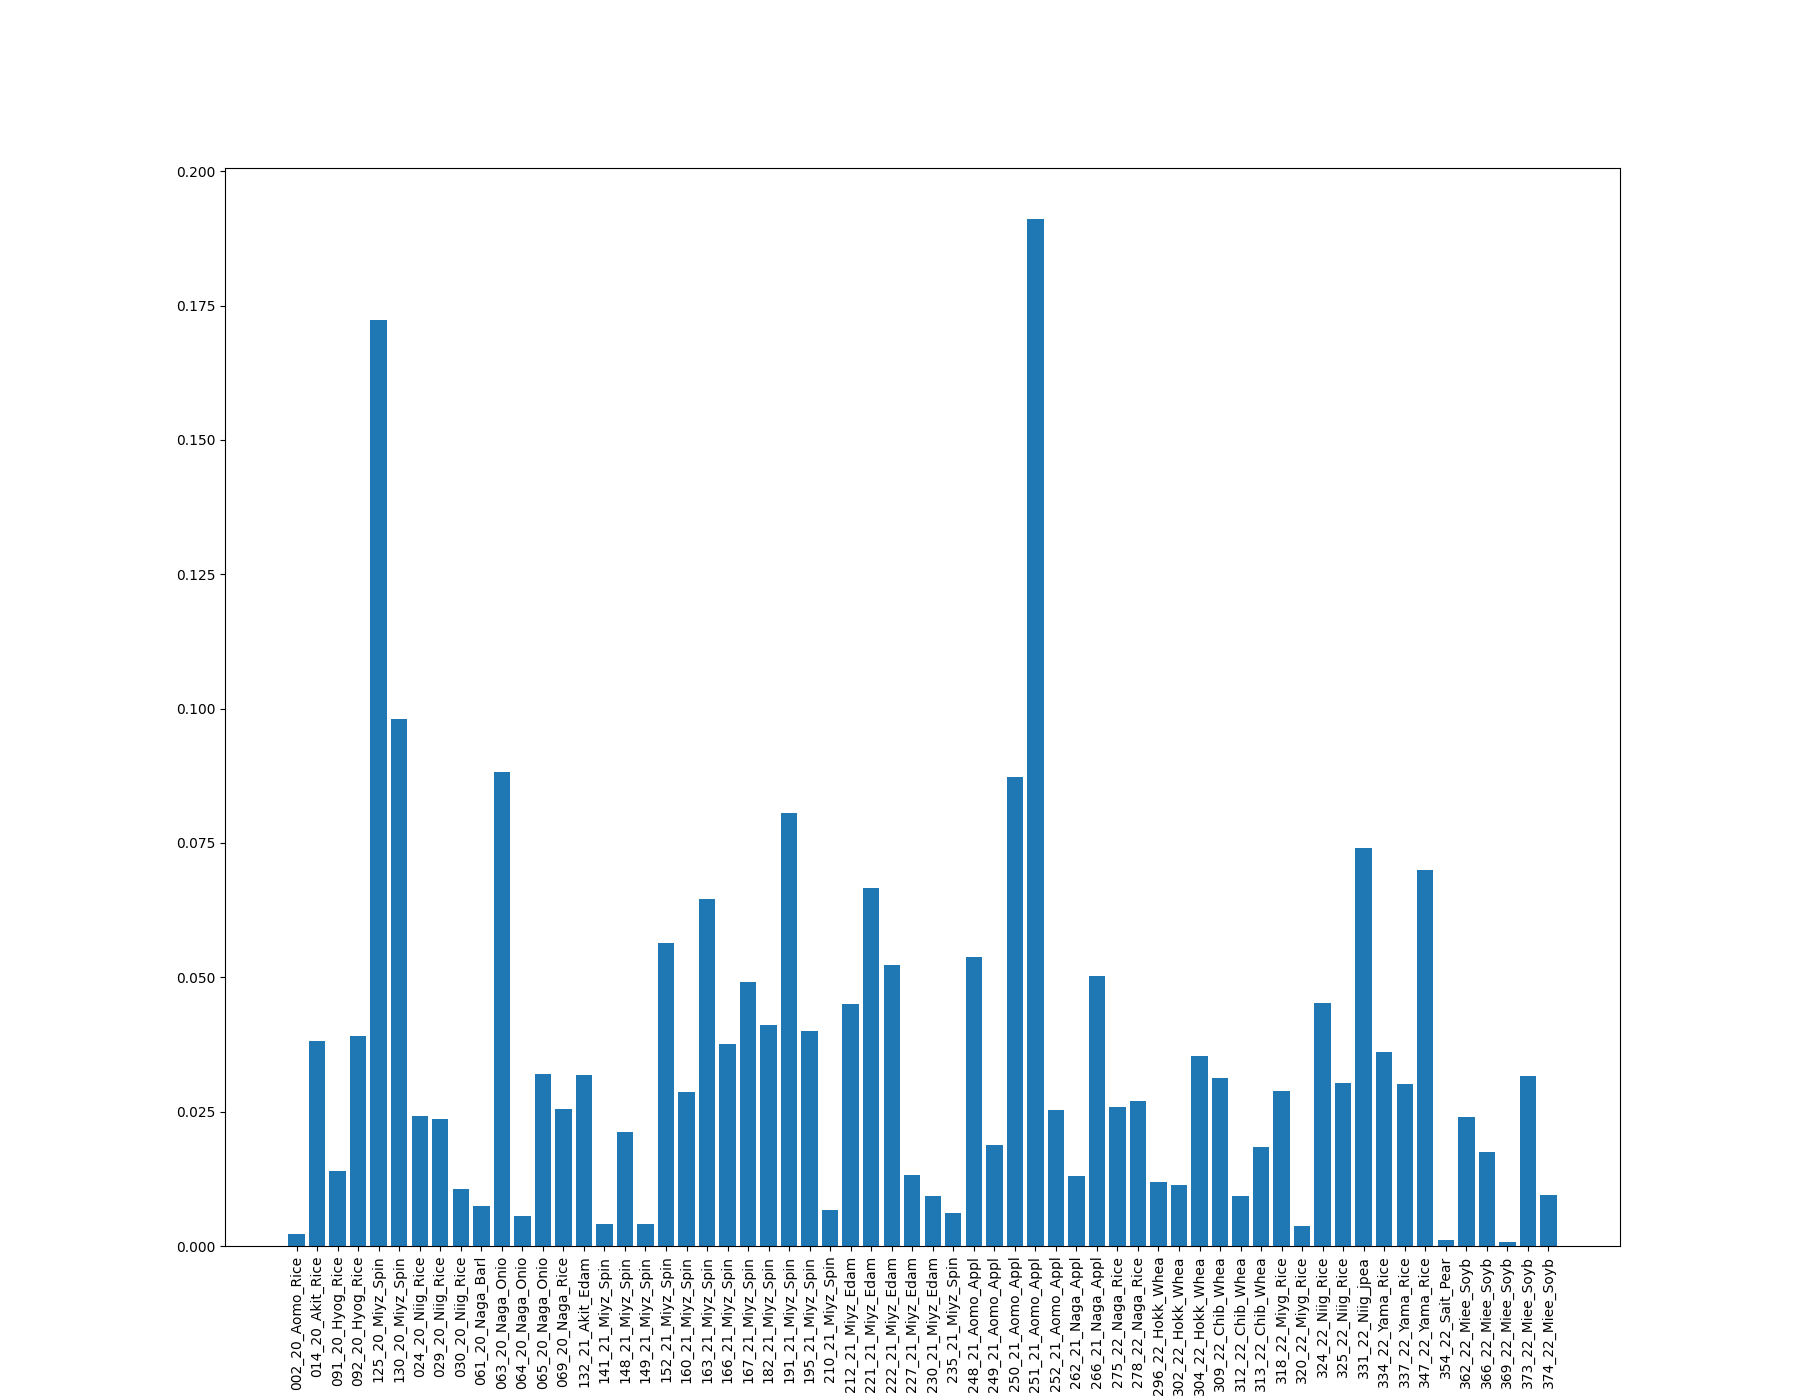 0.200
0.175
0.150
0.125
0.100
0.075
0.050
0.025
0.000
002_20_Aomo_Rice
014_20_Akit_Rice
091_20_Hyog_Rice
092_20_Hyog_Rice
125_20_Miyz_Spin
130_20_Miyz_Spin
024_20_Niig_Rice
029_20_Niig_Rice
030_20_Niig_Rice
061_20_Naga_Barl
063_20_Naga_Onio
064_20_Naga_Onio
065_20_Naga_Onio
069_20_Naga_Rice
132_21_Akit_Edam
141_21_Miyz_Spin
148_21_Miyz_Spin
149_21_Miyz_Spin
152_21_Miyz_Spin
160_21_Miyz_Spin
163_21_Miyz_Spin
166_21_Miyz_Spin
167_21_Miyz_Spin
182_21_Miyz_Spin
191_21_Miyz_Spin
195_21_Miyz_Spin
210_21_Miyz_Spin
212_21_Miyz_Edam
221_21_Miyz_Edam
222_21_Miyz_Edam
227_21_Miyz_Edam
230_21_Miyz_Edam
235_21_Miyz_Spin
248_21_Aomo_Appl
249_21_Aomo_Appl
250_21_Aomo_Appl
251_21_Aomo_Appl
252_21_Aomo_Appl
262_21_Naga_Appl
266_21_Naga_Appl
275_22_Naga_Rice
278_22_Naga_Rice
296_22_Hokk_Whea
302_22_Hokk_Whea
304_22_Hokk_Whea
309_22_Chib_Whea
312_22_Chib_Whea
313_22_Chib_Whea
318_22_Miyg_Rice
320_22_Miyg_Rice
324_22_Niig_Rice
325_22_Niig_Rice
331_22_Niig_jpea
334_22_Yama_Rice
337_22_Yama_Rice
347_22_Yama_Rice
354_22_Sait_Pear
362_22_Miee_Soyb
366_22_Miee_Soyb
369_22_Miee_Soyb
373_22_Miee_Soyb
374_22_Miee_Soyb